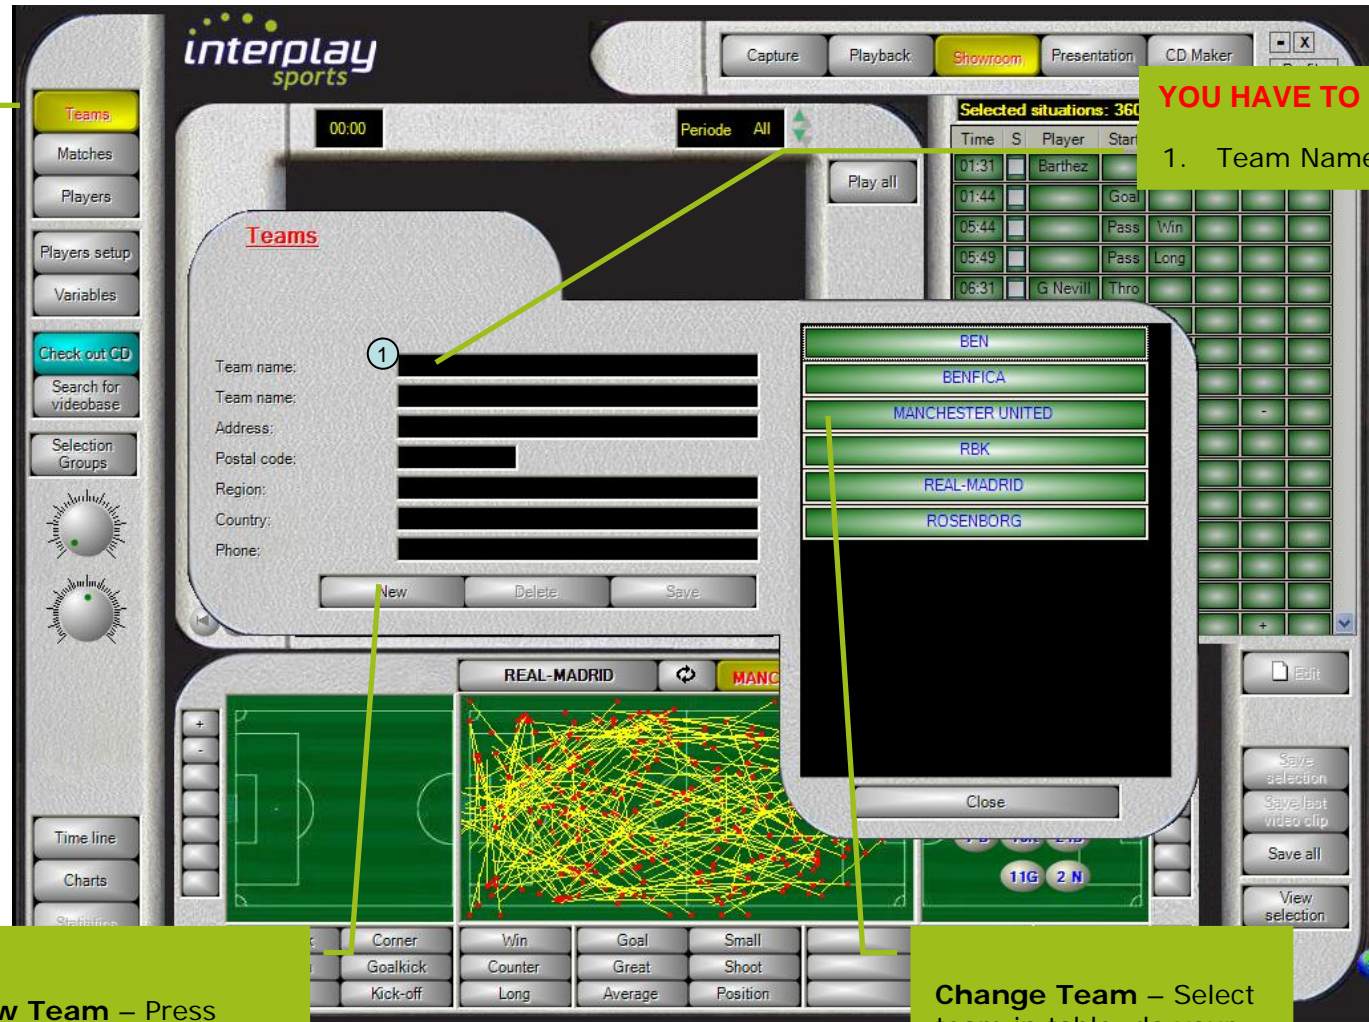 interplay
sports
Capture
Playback
Showroom
Presentation
CD Maker
- X
YOU HAVE TO
1. Team Name
Teams
Matches
Players
Players setup
Variables
Check out CD
Search for
videobase
Selection
Groups
Time line
Charts
00:00
Periode All
Play all
Selected situations: 360
Time S Player Start
01:31 Barthez
01:44 Goal
05:44 Pass Win
05:49 Pass Long
06:31 G Nevill Thro
-
+
Teams
1
Team name:
Team name:
Address:
Postal code:
Region:
Country:
Phone:
New
Delete
Save
BEN
BENFICA
MANCHESTER UNITED
RBK
REAL-MADRID
ROSENBORG
Close
REAL-MADRID
MANC
+
-
11G 2 N
Edit
Save
selection
Save last
video clip
Save all
View
selection
Corner Win Goal Small
Goalkick Counter Great Shoot
Kick-off Long Average Position
w Team – Press
Change Team – Select
team in table, do your